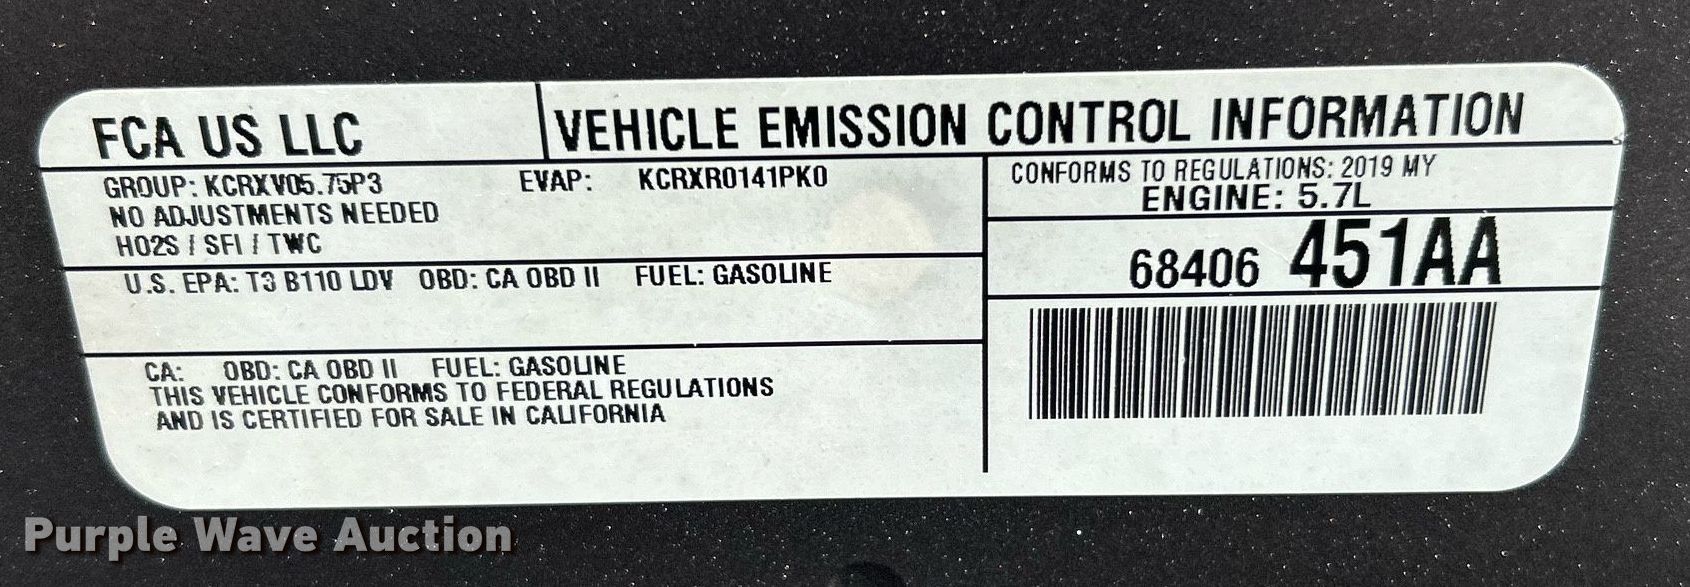 FCA US LLC
VEHICLE EMISSION CONTROL INFORMATION
GROUP: KCRXV05.75P3 EVAP: KCRXR0141PK0
NO ADJUSTMENTS NEEDED
HO2S / SFI / TWC
CONFORMS TO REGULATIONS: 2019 MY
ENGINE: 5.7L
68406 451AA
U.S. EPA: T3 B110 LDV OBD: CA OBD II FUEL: GASOLINE
CA: OBD: CA OBD II FUEL: GASOLINE
THIS VEHICLE CONFORMS TO FEDERAL REGULATIONS
AND IS CERTIFIED FOR SALE IN CALIFORNIA
Purple Wave Auction